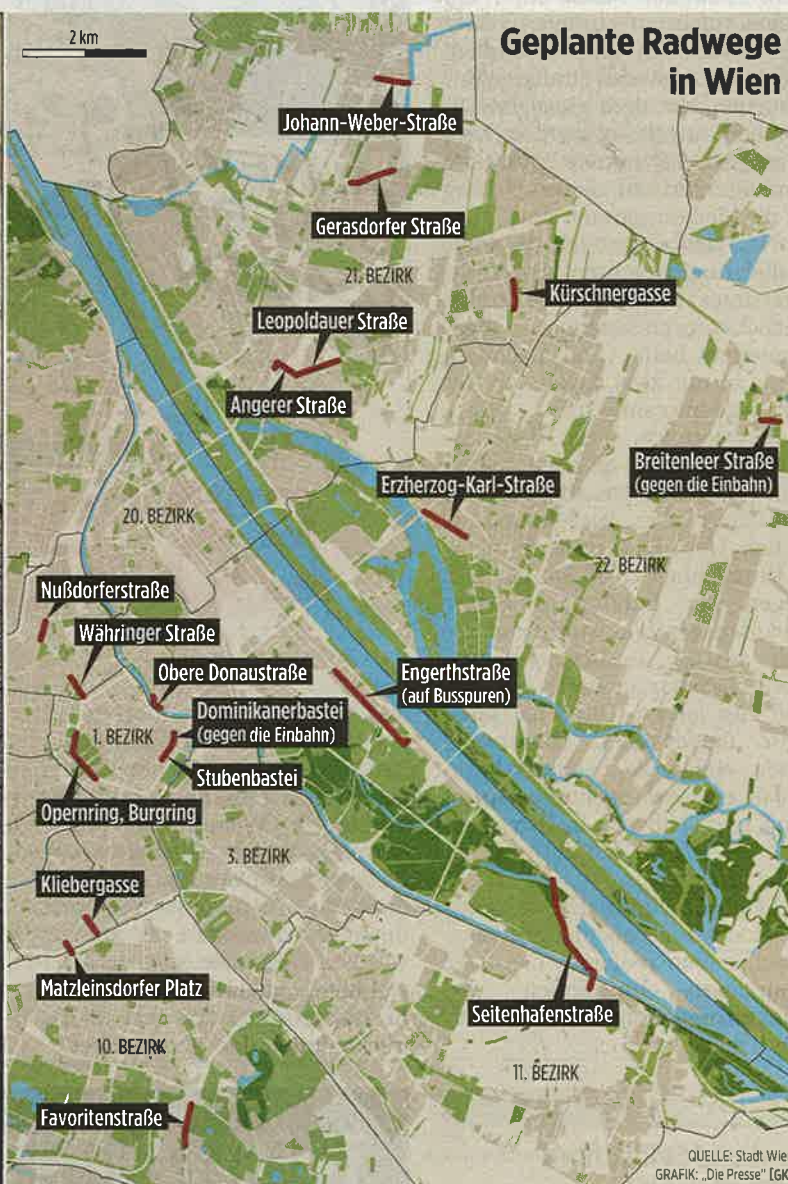 Geplante Radwege
in Wien
2 km
Johann-Weber-Straße
Gerasdorfer Straße
21. BEZIRK
Kürschnergasse
Leopoldauer Straße
Angerer Straße
Breitenleer Straße
(gegen die Einbahn)
Erzherzog-Karl-Straße
20. BEZIRK
22. BEZIRK
Nußdorferstraße
Währinger Straße
Obere Donaustraße
Engerthstraße
(auf Busspuren)
Dominikanerbastei
(gegen die Einbahn)
1. BEZIRK
Stubenbastei
Opernring, Burgring
3. BEZIRK
Kliebergasse
Matzleinsdorfer Platz
Seitenhafenstraße
10. BEZIRK
11. BEZIRK
Favoritenstraße
QUELLE: Stadt Wie
GRAFIK: „Die Presse" [GK